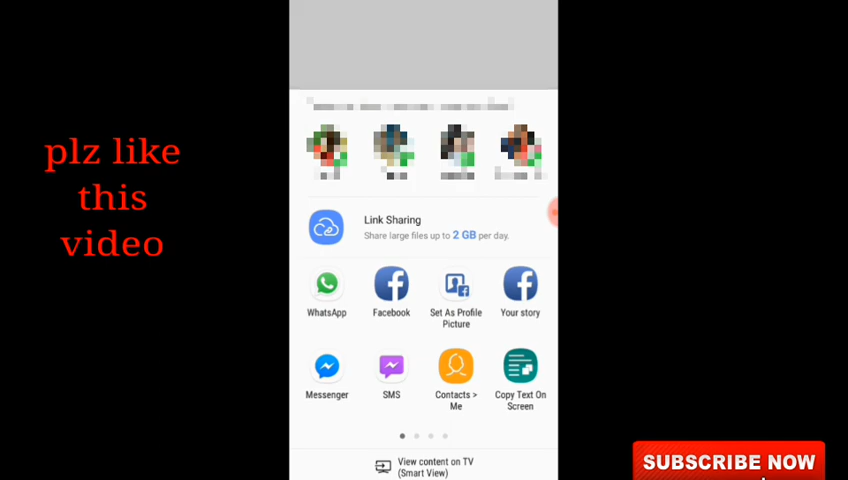 plz like
this
video
Link Sharing
Share large files up to 2 GB per day.
WhatsApp
Facebook
Set As Profile
Picture
Your story
Messenger
SMS
Contacts >
Me
Copy Text On
Screen
View content on TV
(Smart View)
SUBSCRIBE NOW